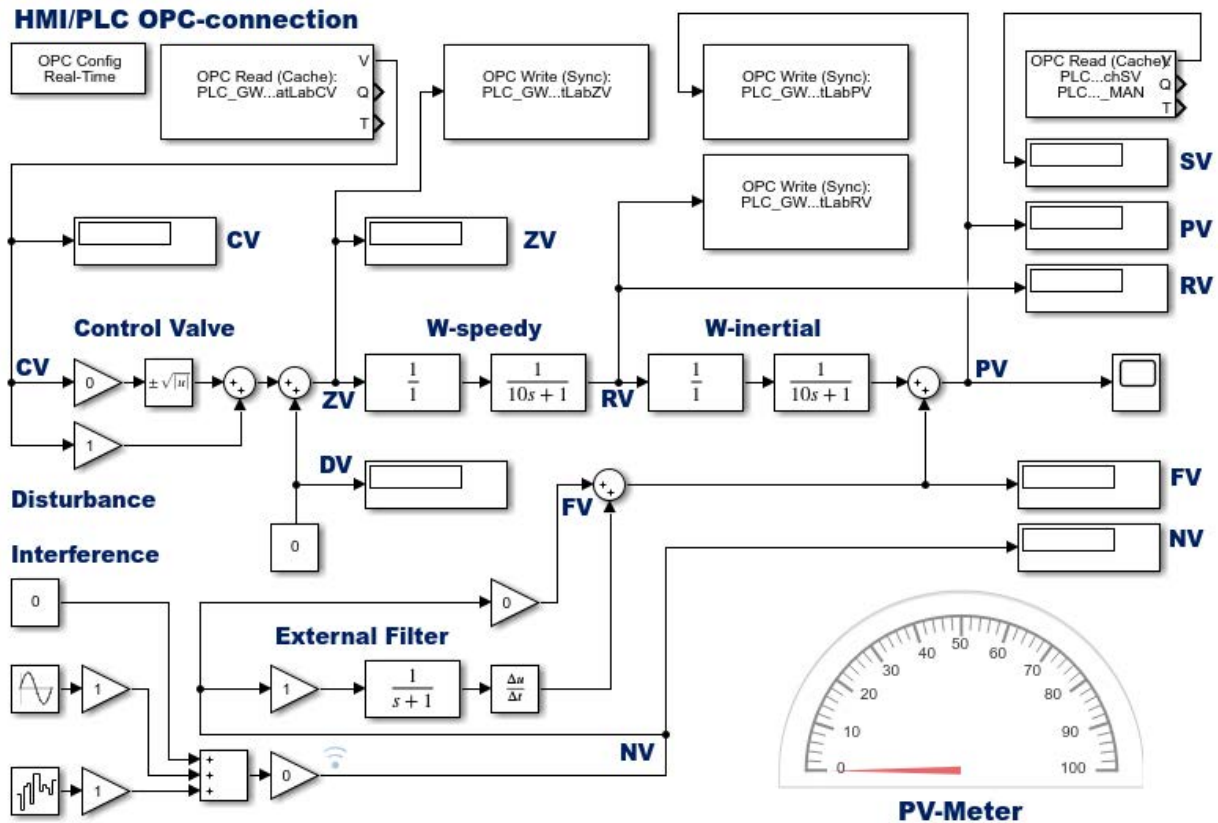 HMI/PLC OPC-connection
OPC Config
Real-Time
OPC Read (Cache):
PLC_GW...atLabCV
V
Q
T
OPC Write (Sync):
PLC_GW...tLabZV
OPC Write (Sync):
PLC_GW...tLabPV
OPC Read (Cache):
PLC...chSV
PLC..._MAN
V
Q
T
OPC Write (Sync):
PLC_GW...tLabRV
SV
PV
RV
CV
ZV
Control Valve
W-speedy
W-inertial
CV
0
± √|u|
+
+
+
+
ZV
1
1
1
10s + 1
RV
1
1
1
10s + 1
+
+
PV
1
DV
Disturbance
0
FV
+
+
FV
NV
Interference
0
0
External Filter
1
1
s + 1
Δu
Δt
1
+
+
+
0
NV
1
0
10
20
30
40
50
60
70
80
90
100
PV-Meter